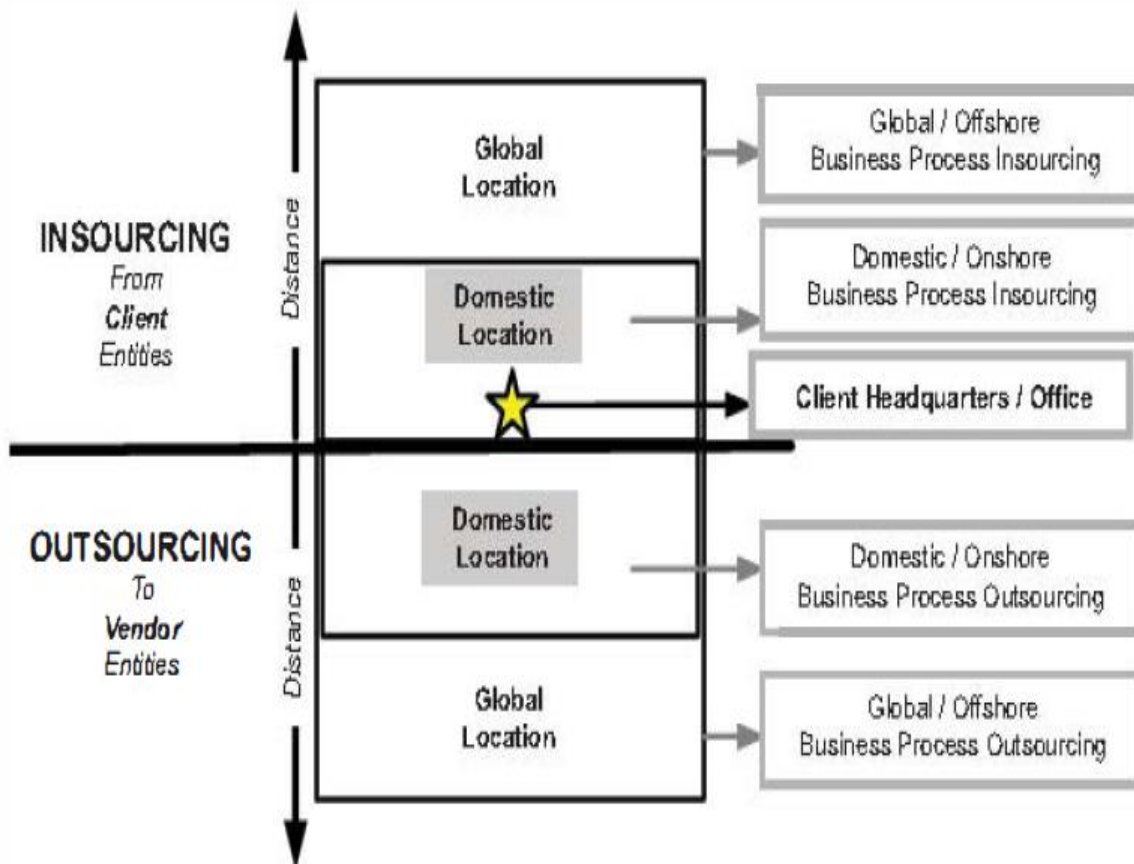 INSOURCING
From
Client
Entities
Distance
Global
Location
Domestic
Location
Global / Offshore
Business Process Insourcing
Domestic / Onshore
Business Process Insourcing
Client Headquarters / Office
OUTSOURCING
To
Vendor
Entities
Distance
Domestic
Location
Global
Location
Domestic / Onshore
Business Process Outsourcing
Global / Offshore
Business Process Outsourcing